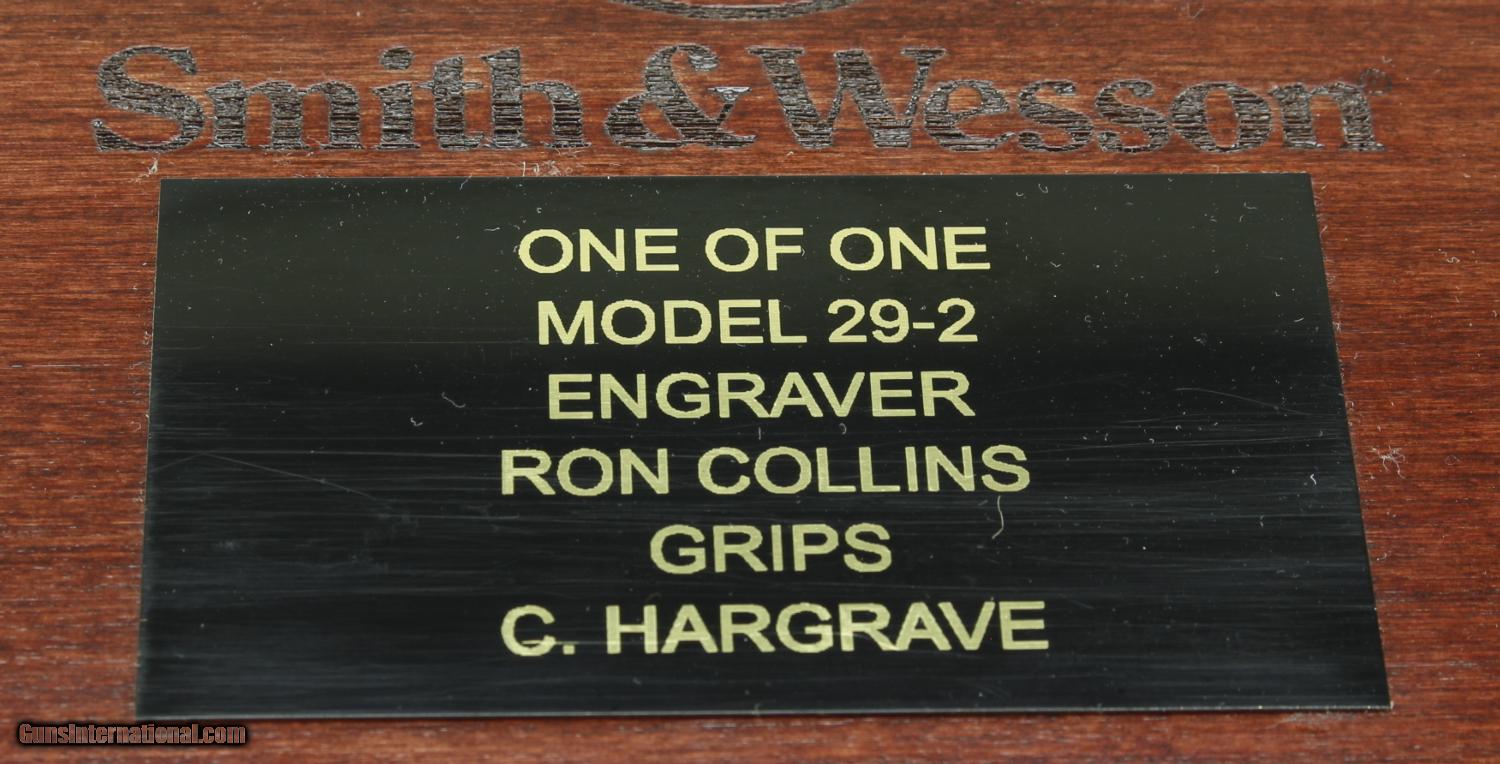 Smith & Wesson®
ONE OF ONE
MODEL 29-2
ENGRAVER
RON COLLINS
GRIPS
C. HARGRAVE
GunsInternational.com